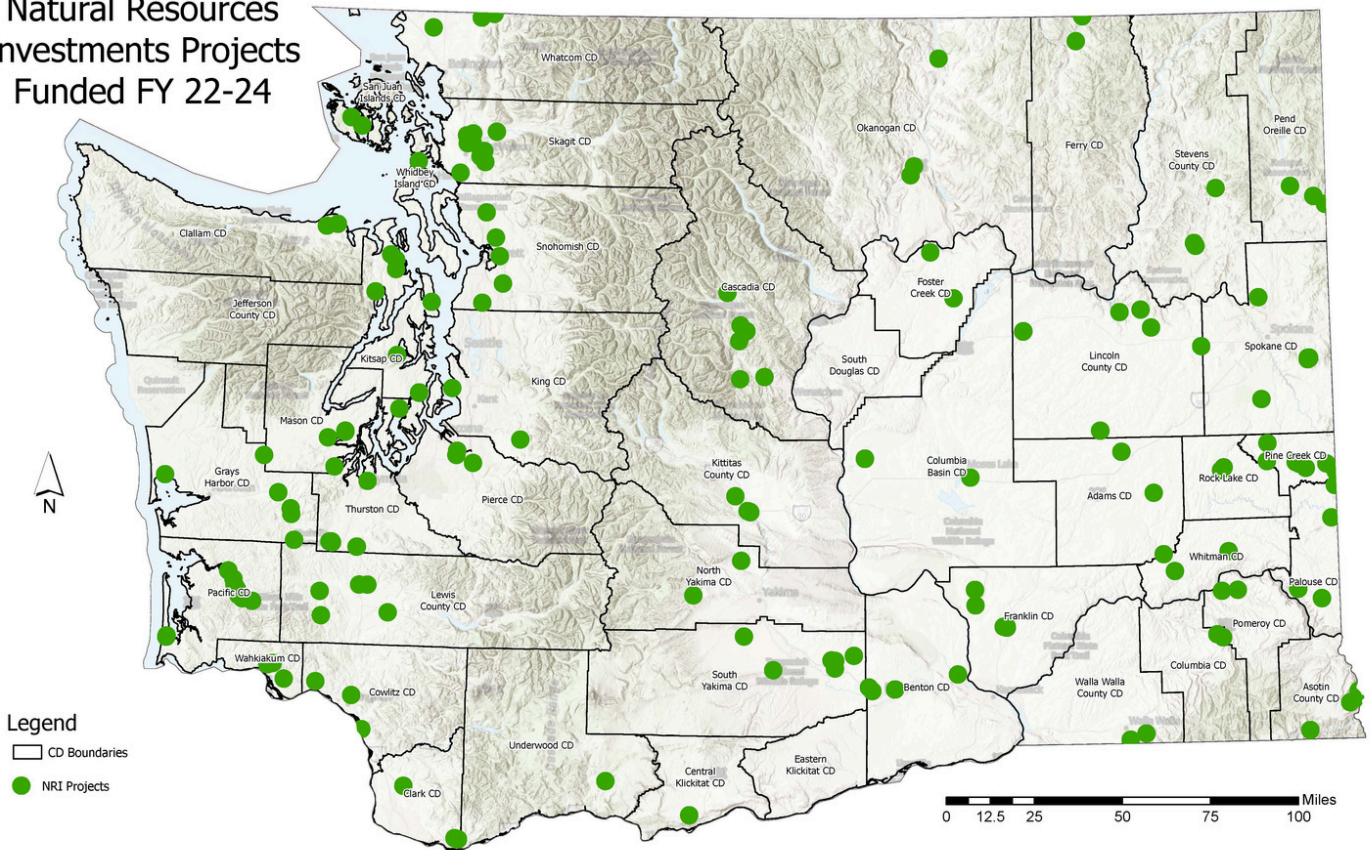 Natural Resources
Investments Projects
Funded FY 22-24
Whatcom CD
San Juan
Islands CD
Okanogan CD
Pend
Oreille CD
Skagit CD
Ferry CD
Stevens
County CD
Whidbey
Island CD
Clallam CD
Snohomish CD
Cascadia CD
Foster
Creek CD
Jefferson
County CD
Seattle
Spokane
Kitsap CD
South
Douglas CD
Lincoln
County CD
Spokane CD
King CD
Kent
Mason CD
Grays
Harbor CD
Kittitas
County CD
Columbia
Basin CD
Moses Lake
Pine Creek CD
Rock Lake CD
Adams CD
N
Thurston CD
Pierce CD
Whitman CD
North
Yakima CD
Yakima
Palouse CD
Pacific CD
Lewis
County CD
Franklin CD
Pomeroy CD
Wahkiakum CD
Columbia CD
South
Yakima CD
Benton CD
Walla Walla
County CD
Asotin
County CD
Cowlitz CD
Legend
CD Boundaries
NRI Projects
Underwood CD
Central
Klickitat CD
Eastern
Klickitat CD
Clark CD
Miles
0 12.5 25 50 75 100